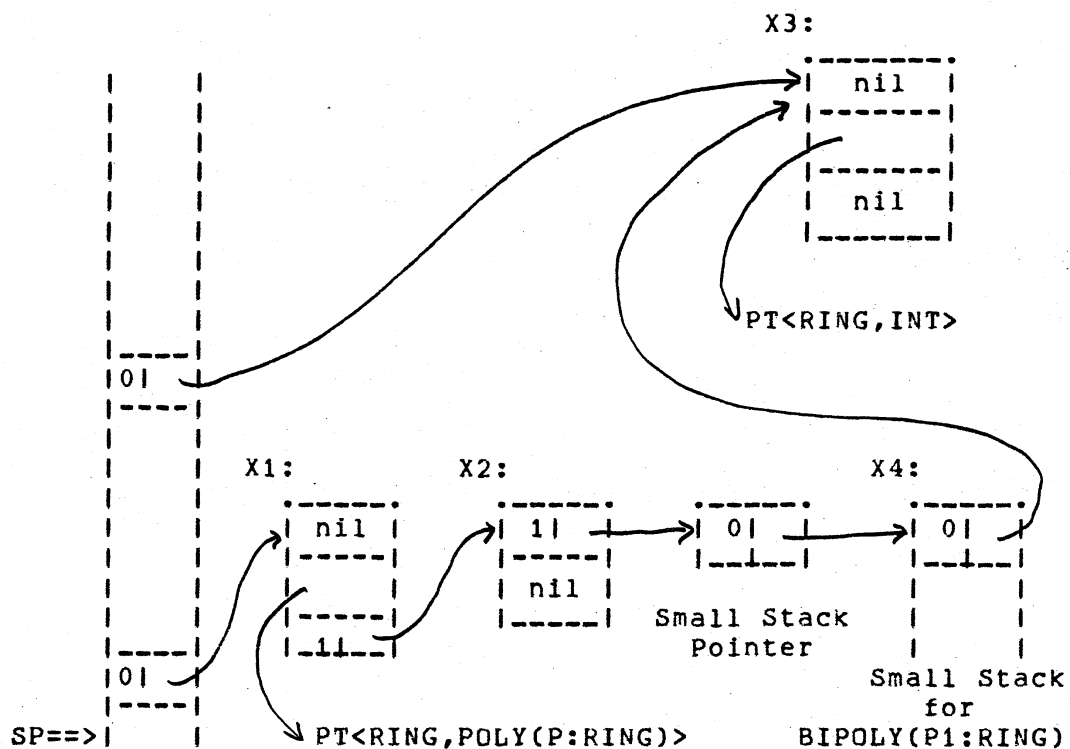 X3:
nil
nil
PT<RING,INT>
0|
X1: X2: X4:
nil 1| 0| 0|
nil
1|
Small Stack
Pointer
0|
Small Stack
for
SP==> PT<RING,POLY(P:RING)> BIPOLY(P1:RING)